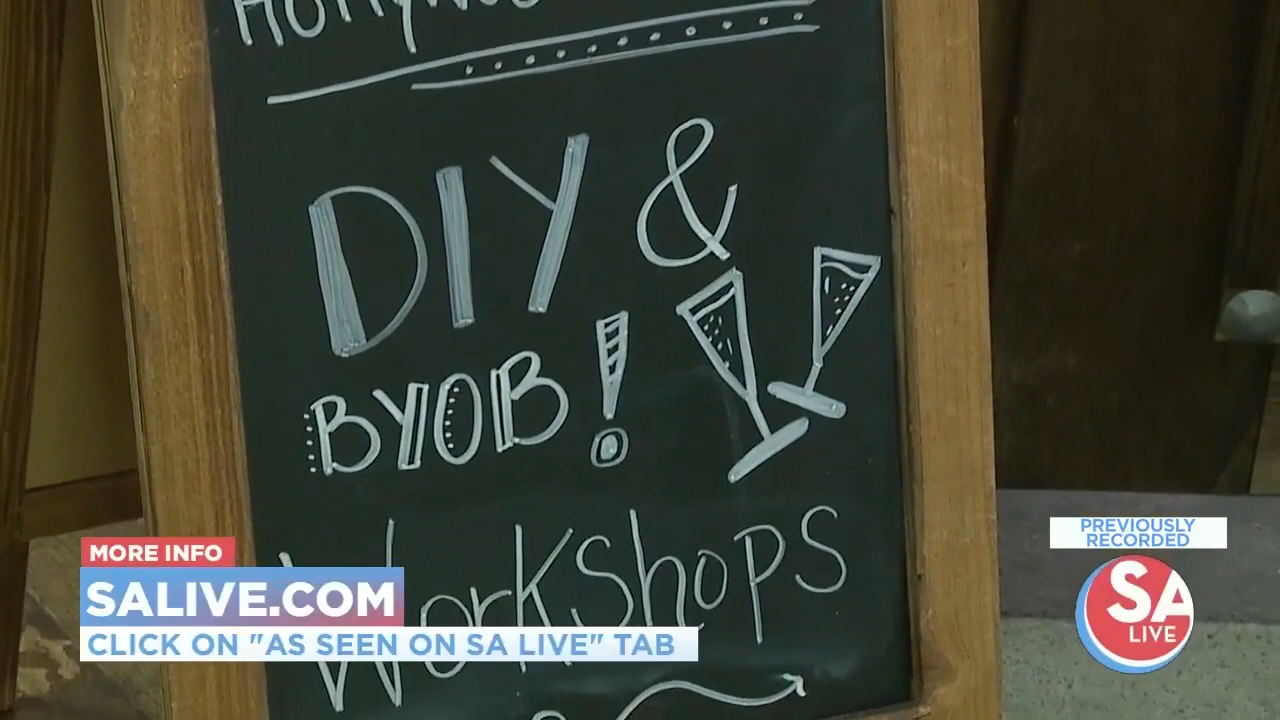 DIY &
BYOB!
Workshops
MORE INFO
SALIVE.COM
CLICK ON "AS SEEN ON SA LIVE" TAB
PREVIOUSLY
RECORDED
SA
LIVE